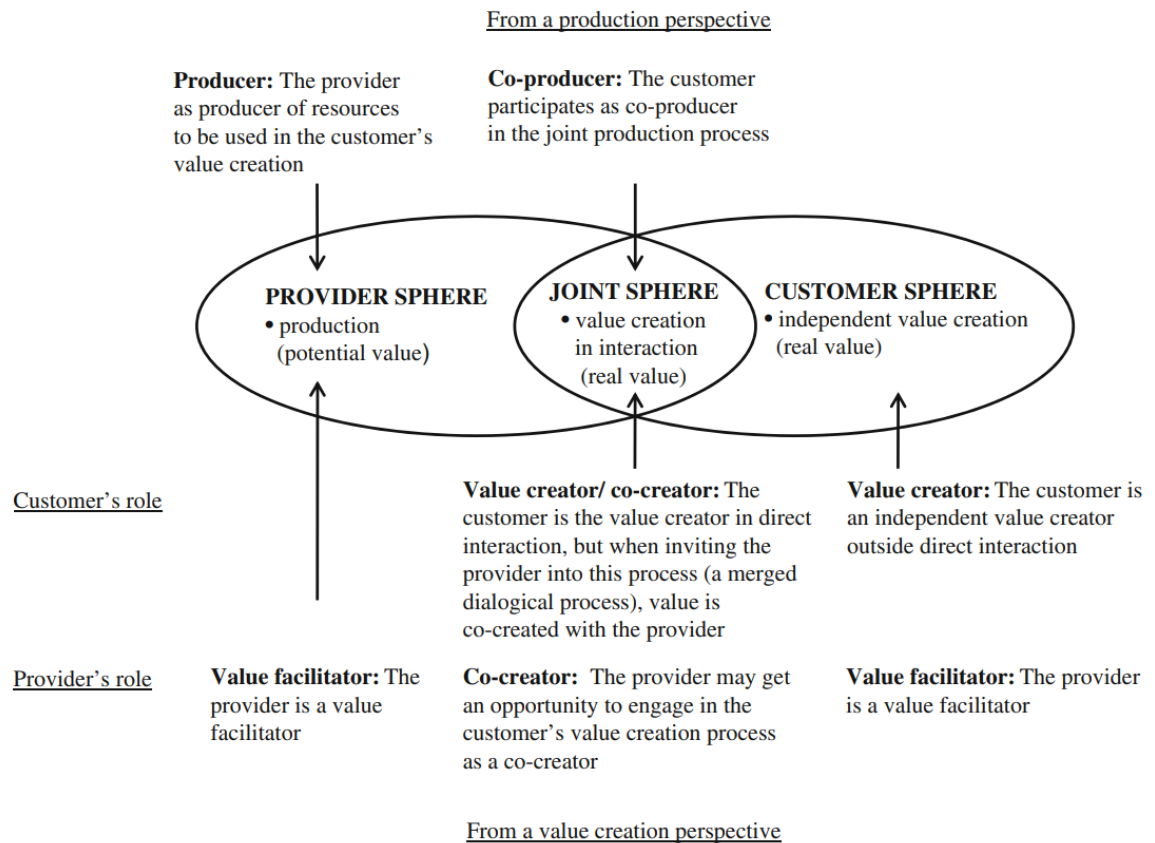 From a production perspective
Producer: The provider
as producer of resources
to be used in the customer's
value creation
Co-producer: The customer
participates as co-producer
in the joint production process
PROVIDER SPHERE
• production
(potential value)
JOINT SPHERE
• value creation
in interaction
(real value)
CUSTOMER SPHERE
• independent value creation
(real value)
Customer's role
Value creator/ co-creator: The
customer is the value creator in direct
interaction, but when inviting the
provider into this process (a merged
dialogical process), value is
co-created with the provider
Value creator: The customer is
an independent value creator
outside direct interaction
Provider's role
Value facilitator: The
provider is a value
facilitator
Co-creator: The provider may get
an opportunity to engage in the
customer's value creation process
as a co-creator
Value facilitator: The provider
is a value facilitator
From a value creation perspective